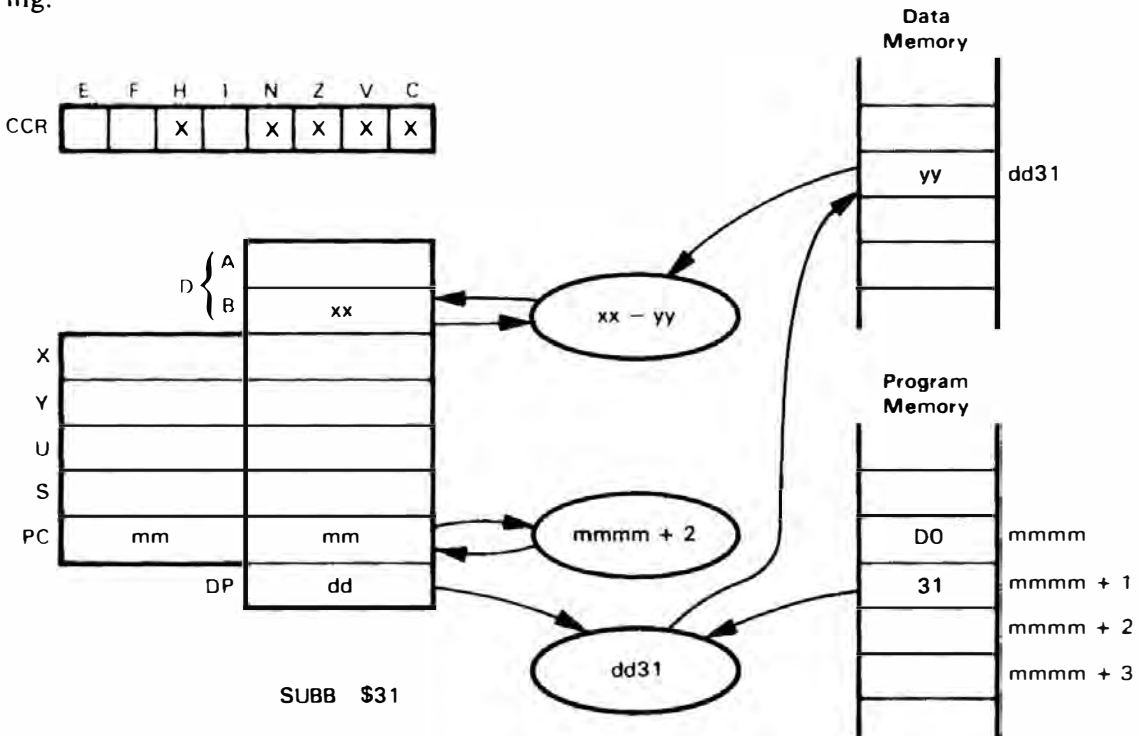 ing.
Data
Memory
E F H I N Z V C
CCR X X X X X
yy dd31
A
D {
B xx
xx — yy
X
Y
U
S
Program
Memory
PC mm mm
mmmm + 2
D0 mmmm
DP dd
31 mmmm + 1
mmmm + 2
dd31
mmmm + 3
SUBB $31